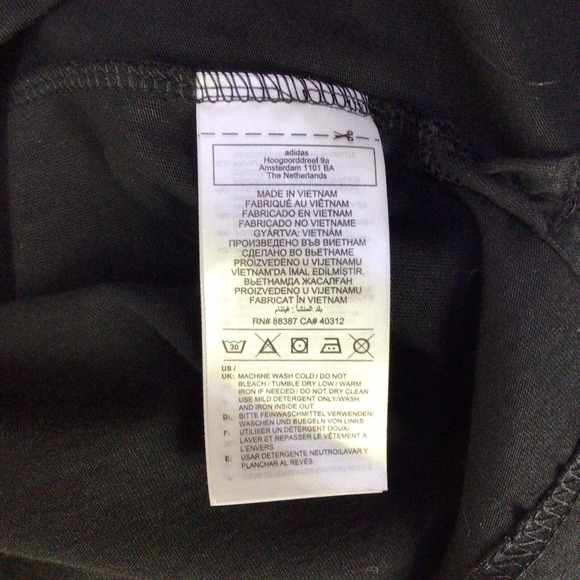 adidas
Hoogoorddreef 9a
Amsterdam 1101 BA
The Netherlands
MADE IN VIETNAM
FABRIQUÉ AU VIÊTNAM
FABRICADO EN VIETNAM
FABRICADO NO VIETNAME
GYÁRTVA: VIETNÁM
ПРОИЗВЕДЕНО ВЪВ ВИЕТНАМ
СДЕЛАНО ВО ВЬЕТНАМЕ
PROIZVEDENO U VIJETNAMU
VİETNAM'DA İMAL EDİLMİŞTİR.
ВЬЕТНАМДА ЖАСАЛҒАН
PROIZVEDENO U VIJETNAMU
FABRICAT ÎN VIETNAM
بلد المنشأ : فيتنام
RN# 88387 CA# 40312
30
US /
UK: MACHINE WASH COLD / DO NOT
BLEACH / TUMBLE DRY LOW / WARM
IRON IF NEEDED / DO NOT DRY CLEAN
USE MILD DETERGENT ONLY/WASH
AND IRON INSIDE OUT
D: BITTE FEINWASCHMITTEL VERWENDEN/
WASCHEN UND BUEGELN VON LINKS
F: UTILISER UN DÉTERGENT DOUX/
LAVER ET REPASSER LE VÊTEMENT À
L'ENVERS
E: USAR DETERGENTE NEUTRO/LAVAR Y
PLANCHAR AL REVÉS